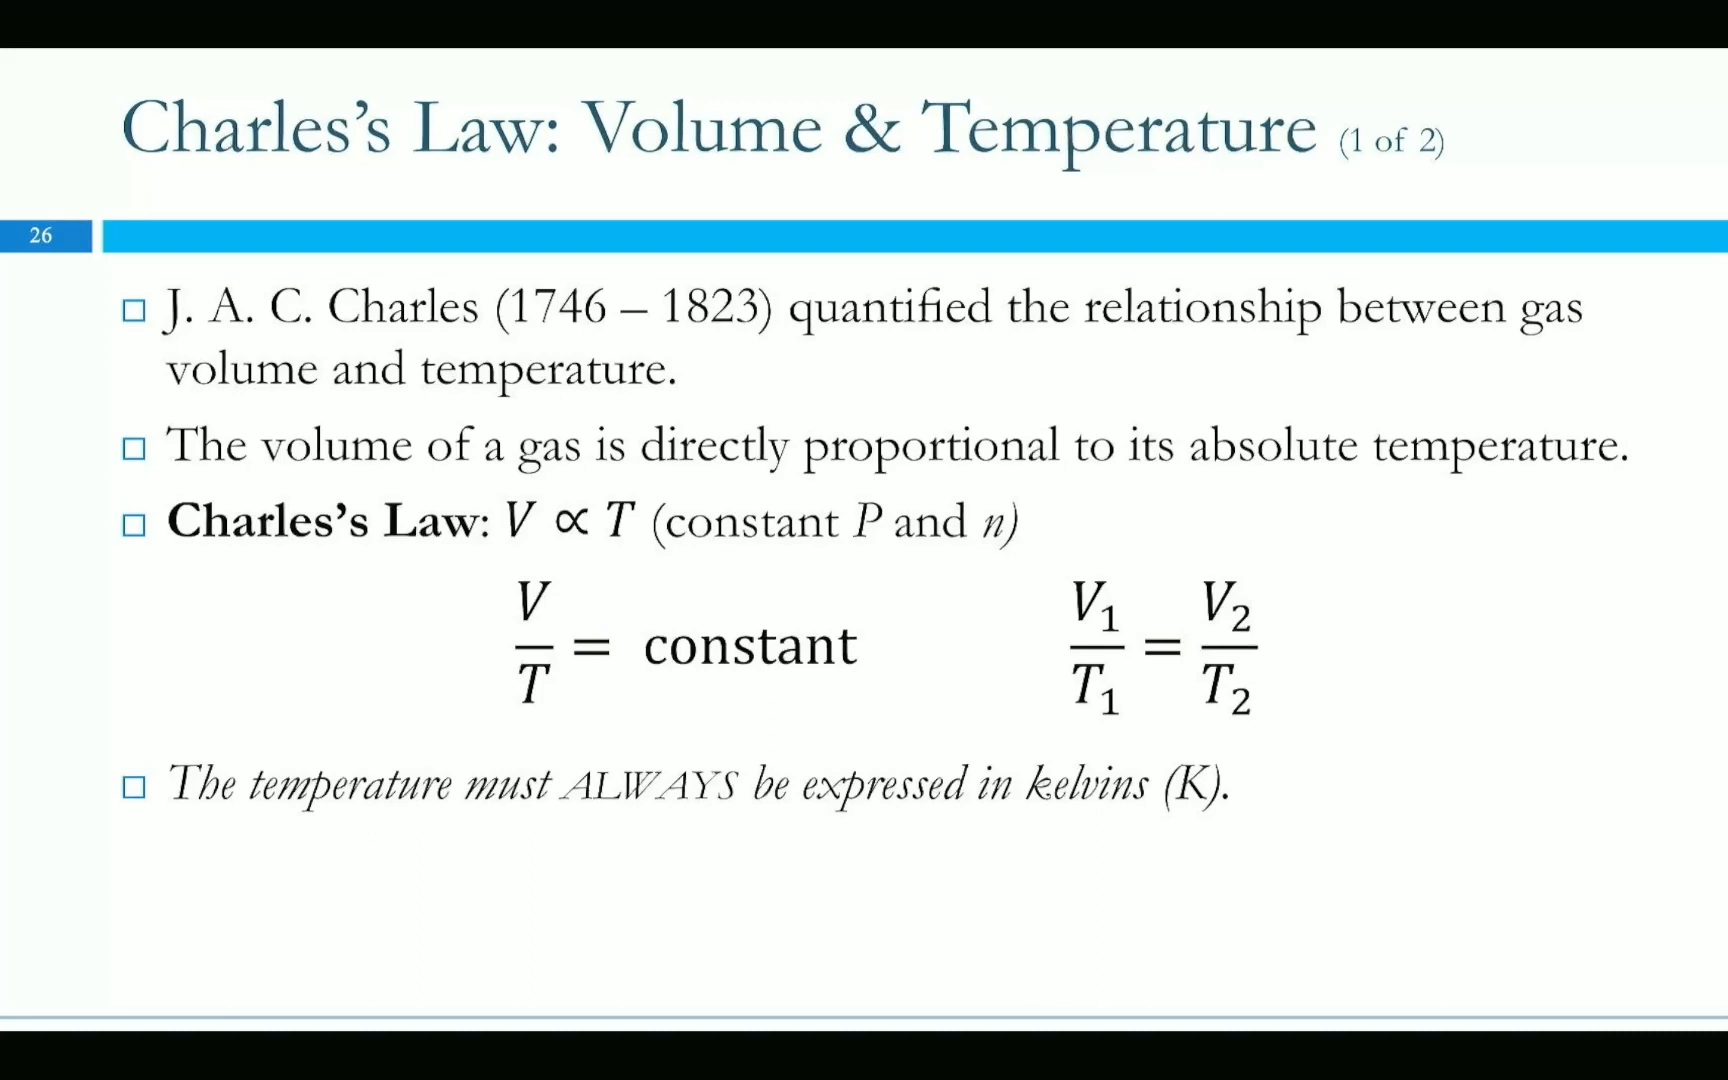 Charles’s Law: Volume & Temperature (1 of 2)
26
J. A. C. Charles (1746 – 1823) quantified the relationship between gas
volume and temperature.
The volume of a gas is directly proportional to its absolute temperature.
Charles’s Law: V ∝ T (constant P and n)
V/T = constant V₁/T₁ = V₂/T₂
The temperature must ALWAYS be expressed in kelvins (K).